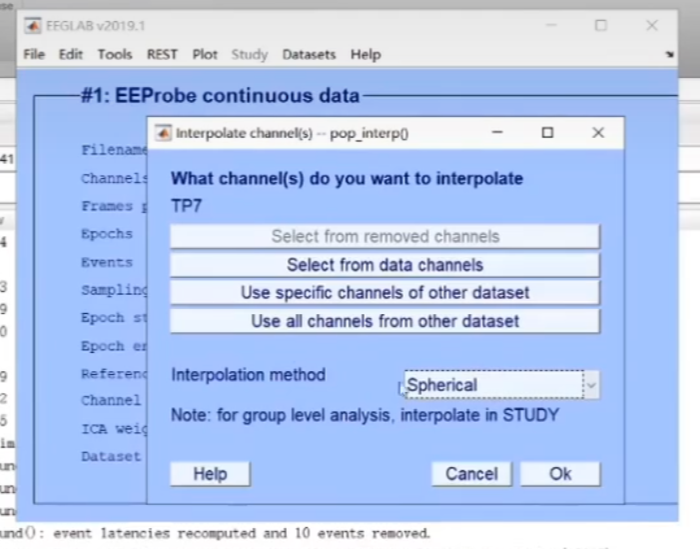 EEGLAB v2019.1
File Edit Tools REST Plot Study Datasets Help
#1: EEProbe continuous data
Interpolate channel(s) -- pop_interp()
What channel(s) do you want to interpolate
TP7
Select from removed channels
Select from data channels
Use specific channels of other dataset
Use all channels from other dataset
Interpolation method
Spherical
Note: for group level analysis, interpolate in STUDY
Help Cancel Ok
Filename
Channels
Frames p
Epochs
Events
Sampling
Epoch st
Epoch en
Referenc
Channel
ICA weig
Dataset
41
4
3
9
0
9
2
5
im
un
un
und(): event latencies recomputed and 10 events removed.